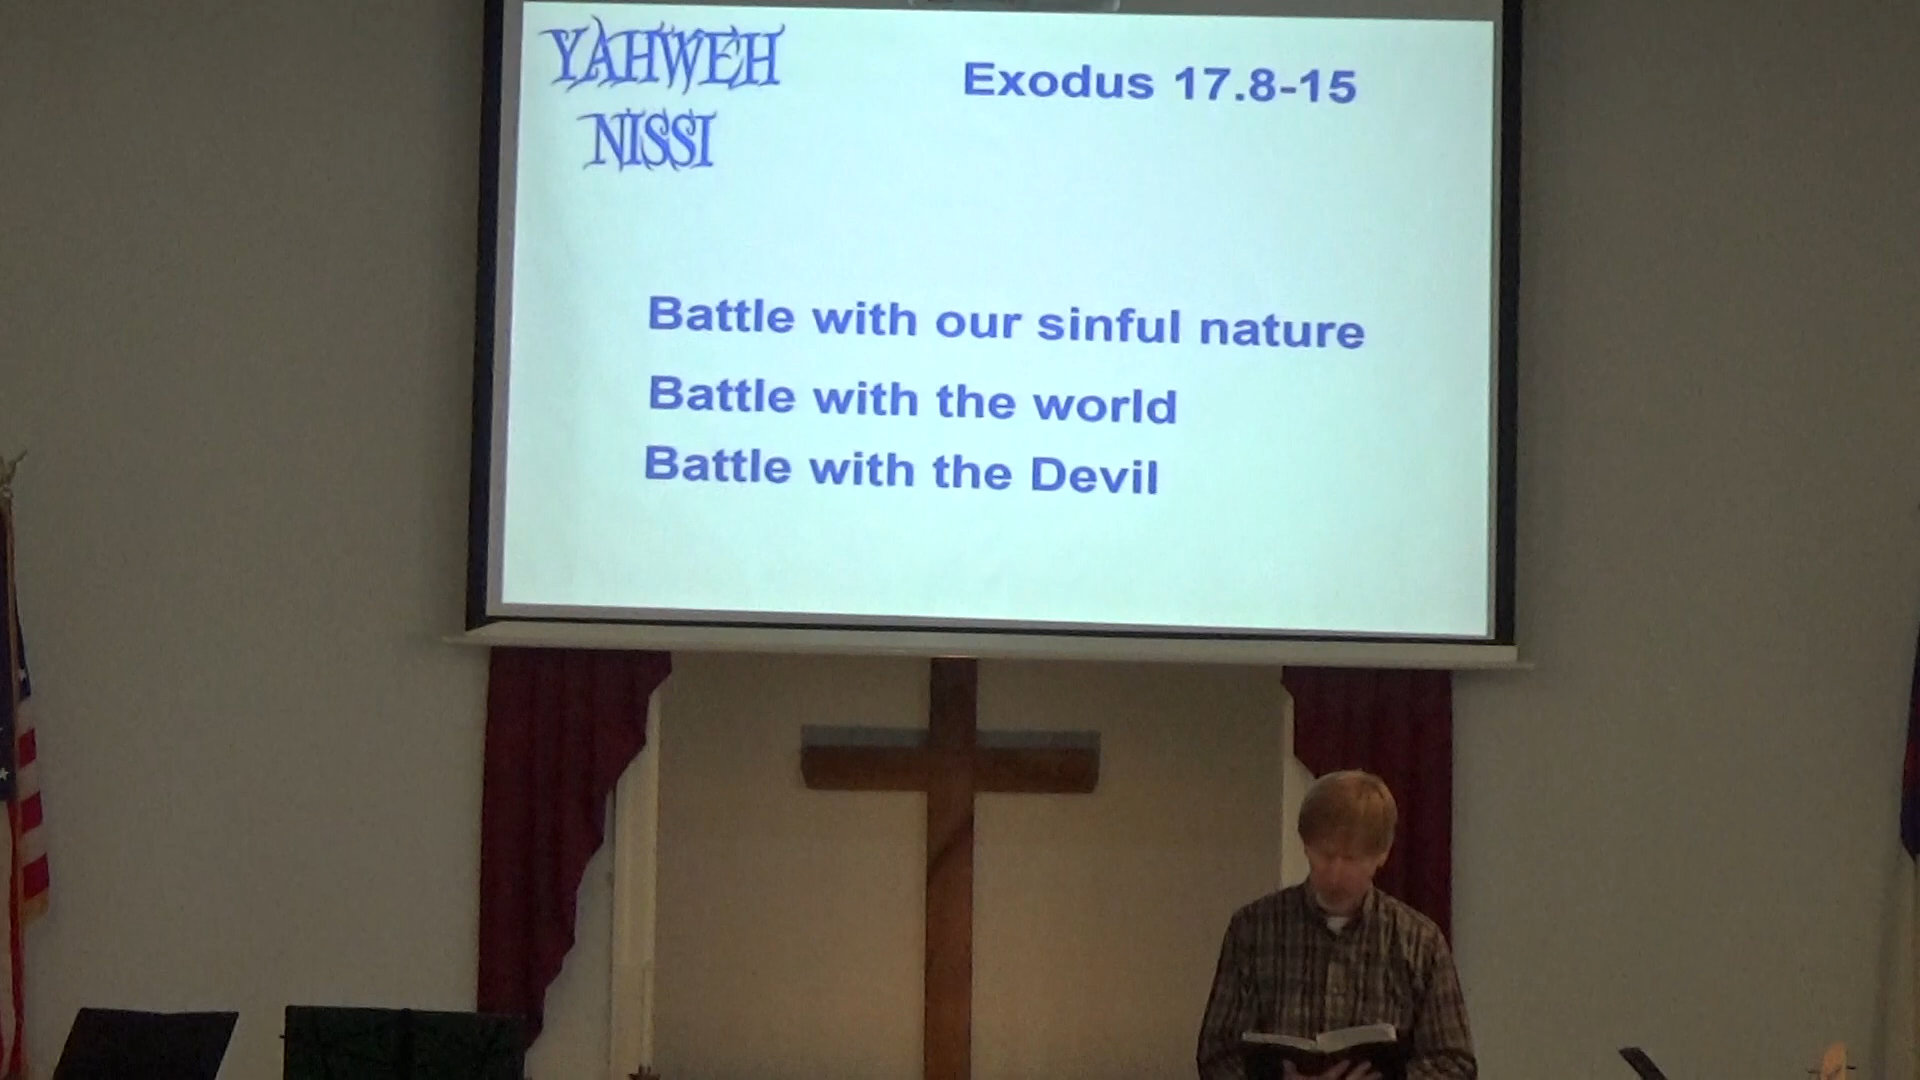 YAHWEH
NISSI
Exodus 17.8-15
Battle with our sinful nature
Battle with the world
Battle with the Devil